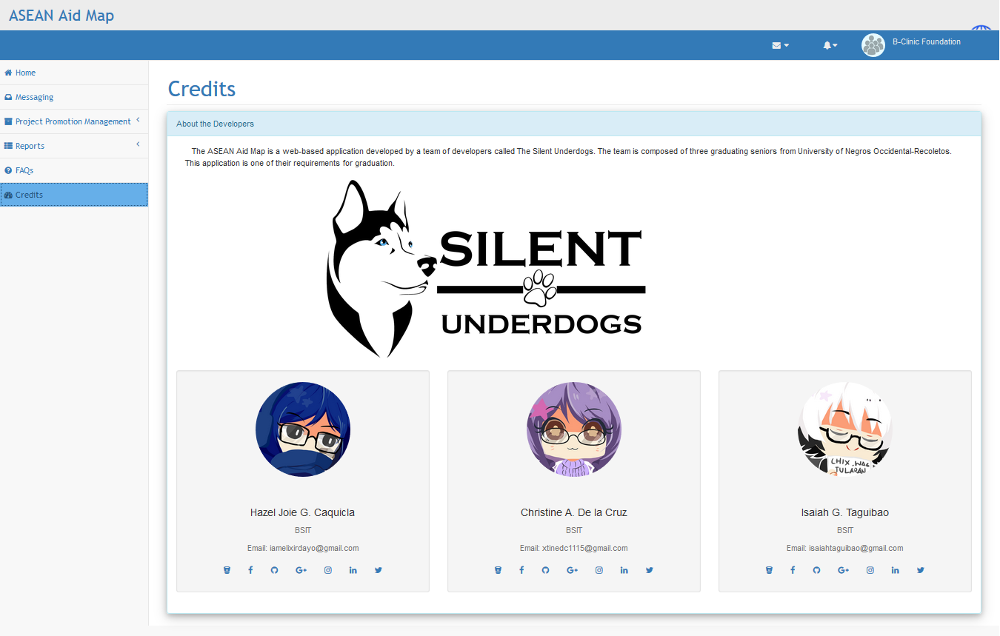 ASEAN Aid Map
B-Clinic Foundation
Home
Messaging
Project Promotion Management
Reports
FAQs
Credits
Credits
About the Developers
The ASEAN Aid Map is a web-based application developed by a team of developers called The Silent Underdogs. The team is composed of three graduating seniors from University of Negros Occidental-Recoletos.
This application is one of their requirements for graduation.
SILENT
UNDERDOGS
Hazel Joie G. Caquicla
BSIT
Email: iamelixirdayo@gmail.com
Christine A. De la Cruz
BSIT
Email: xtinedc1115@gmail.com
CHIX.WAG
TULARAN
Isaiah G. Taguibao
BSIT
Email: isaiahtaguibao@gmail.com